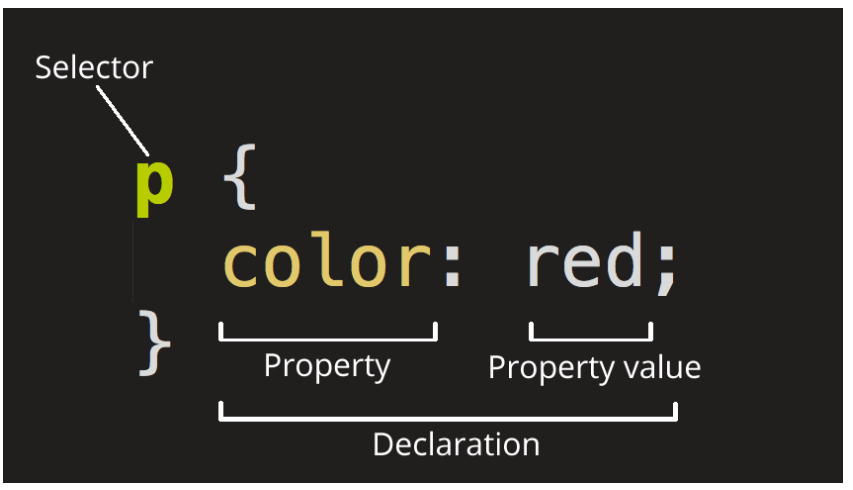 Selector
p {
color: red;
}
Property
Property value
Declaration